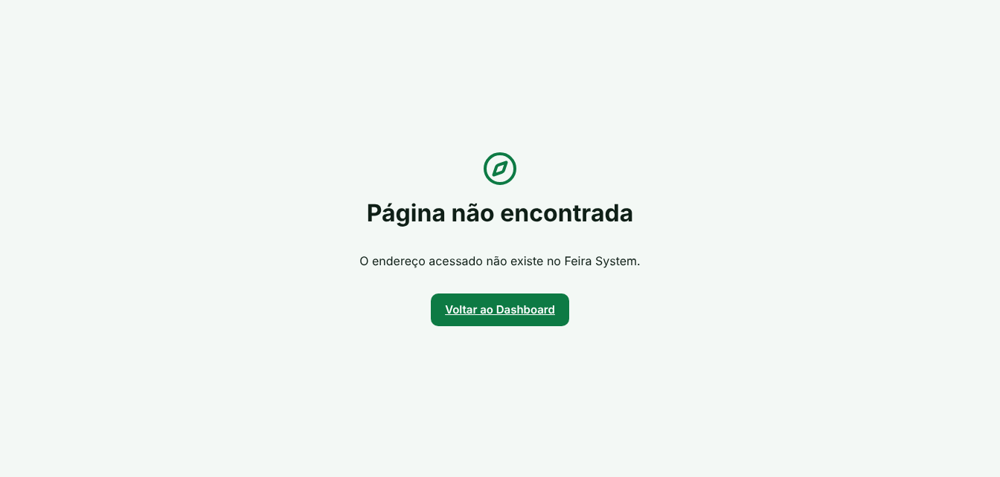 Página não encontrada
O endereço acessado não existe no Feira System.
Voltar ao Dashboard